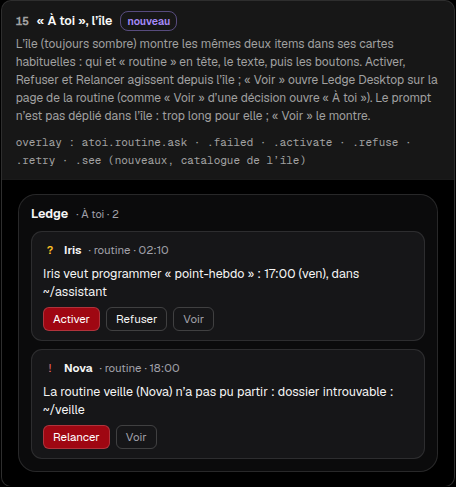 15 « À toi », l’île nouveau
L’île (toujours sombre) montre les mêmes deux items dans ses cartes
habituelles : qui et « routine » en tête, le texte, puis les boutons. Activer,
Refuser et Relancer agissent depuis l’île ; « Voir » ouvre Ledge Desktop sur la
page de la routine (comme « Voir » d’une décision ouvre « À toi »). Le prompt
n’est pas déplié dans l’île : trop long pour elle ; « Voir » le montre.
overlay : atoi.routine.ask · .failed · .activate · .refuse ·
.retry · .see (nouveaux, catalogue de l’île)
Ledge · À toi · 2
? Iris · routine · 02:10
Iris veut programmer « point-hebdo » : 17:00 (ven), dans
~/assistant
Activer Refuser Voir
! Nova · routine · 18:00
La routine veille (Nova) n’a pas pu partir : dossier introuvable :
~/veille
Relancer Voir